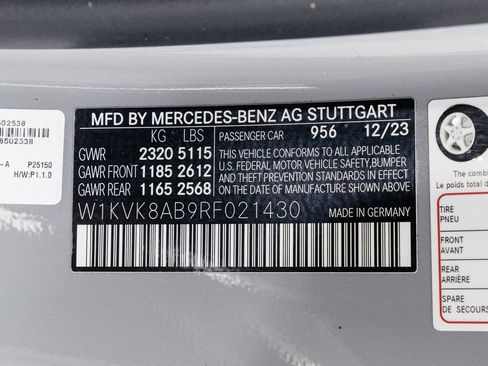 502538
8502538
-A P25150
H/W:P1.1.0
MFD BY MERCEDES-BENZ AG STUTTGART
KG LBS
PASSENGER CAR 956 12/23
GVWR 2320 5115
GAWR FRONT 1185 2612
GAWR REAR 1165 2568
THIS VEHICLE CONFORMS TO ALL APPLICABLE
U.S. FEDERAL MOTOR VEHICLE SAFETY, BUMPER
AND THEFT PREVENTION STANDARDS IN EFFECT
ON THE DATE OF MANUFACTURE SHOWN ABOVE.
W1KVK8AB9RF021430
MADE IN GERMANY
The com
Le poids total d
TIRE
PNEU
FRONT
AVANT
REAR
ARRIÈRE
SPARE
DE SECOURS